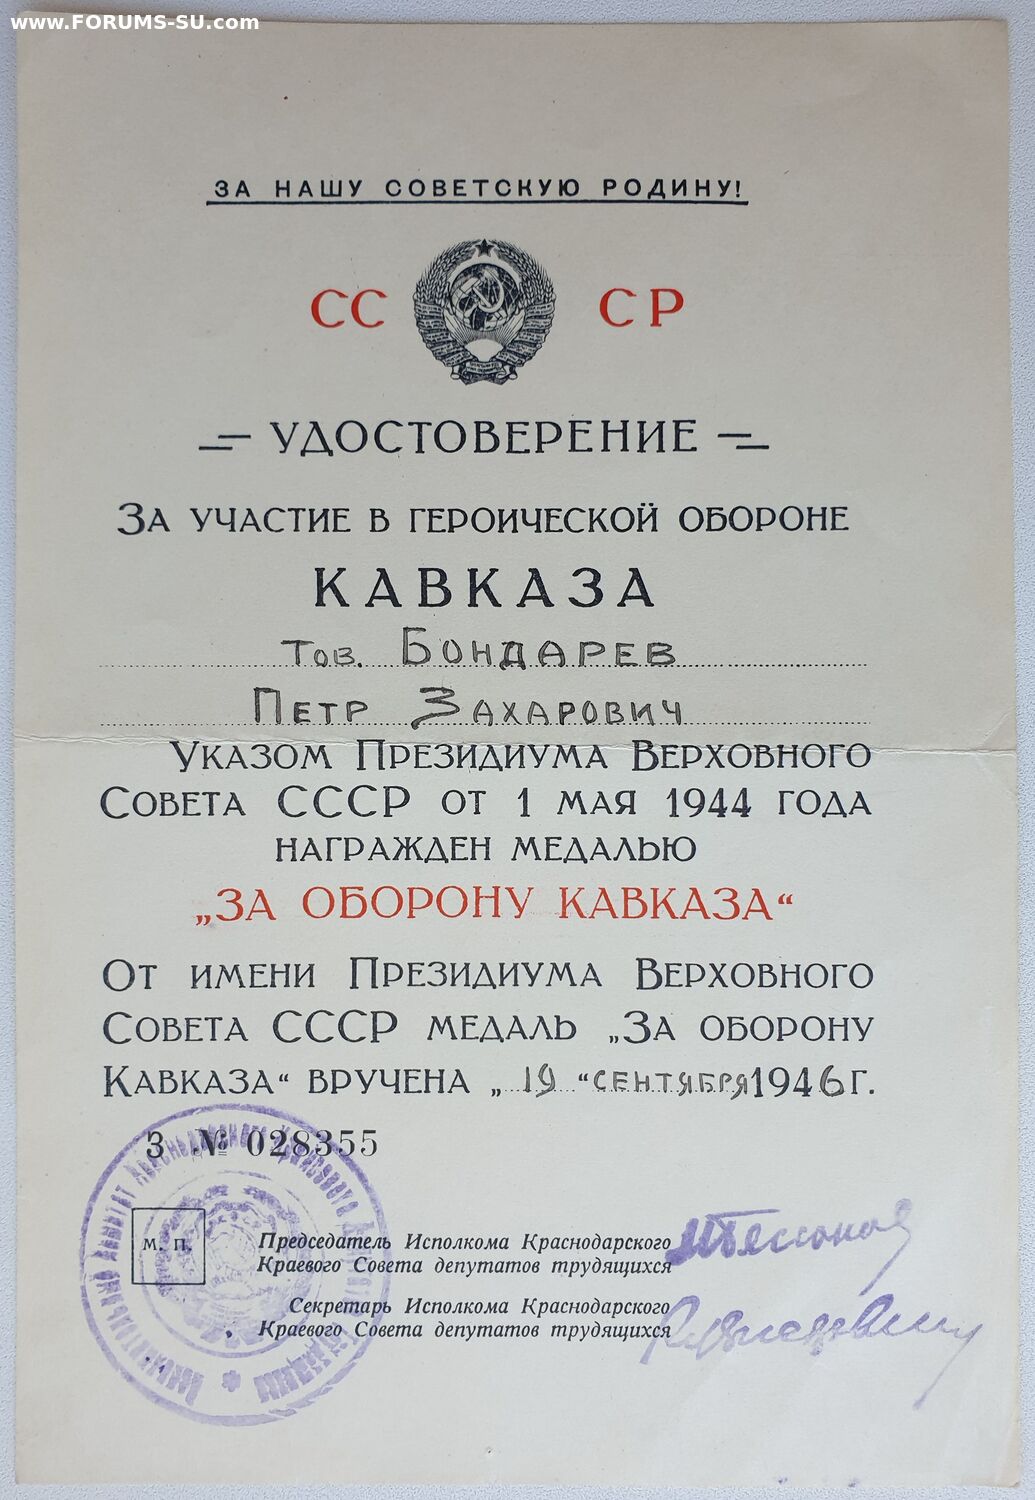 www.FORUMS-SU.com
ЗА НАШУ СОВЕТСКУЮ РОДИНУ!
СС СР
УДОСТОВЕРЕНИЕ
ЗА УЧАСТИЕ В ГЕРОИЧЕСКОЙ ОБОРОНЕ
КАВКАЗА
Тов. БОНДАРЕВ
ПЕТР ЗАХАРОВИЧ
УКАЗОМ ПРЕЗИДИУМА ВЕРХОВНОГО
СОВЕТА СССР ОТ 1 МАЯ 1944 ГОДА
НАГРАЖДЕН МЕДАЛЬЮ
„ЗА ОБОРОНУ КАВКАЗА“
ОТ ИМЕНИ ПРЕЗИДИУМА ВЕРХОВНОГО
СОВЕТА СССР МЕДАЛЬ „ЗА ОБОРОНУ
КАВКАЗА“ ВРУЧЕНА „19“ СЕНТЯБРЯ 1946 Г.
З № 028355
М. П.
Председатель Исполкома Краснодарского
Краевого Совета депутатов трудящихся
Секретарь Исполкома Краснодарского
Краевого Совета депутатов трудящихся